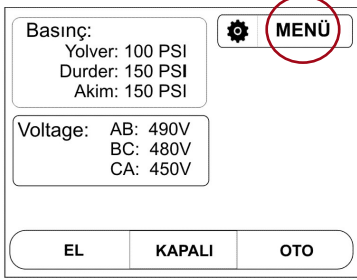 Basınç:
Yolver: 100 PSI
Durder: 150 PSI
Akim: 150 PSI
MENÜ
Voltage: AB: 490V
BC: 480V
CA: 450V
EL
KAPALI
OTO